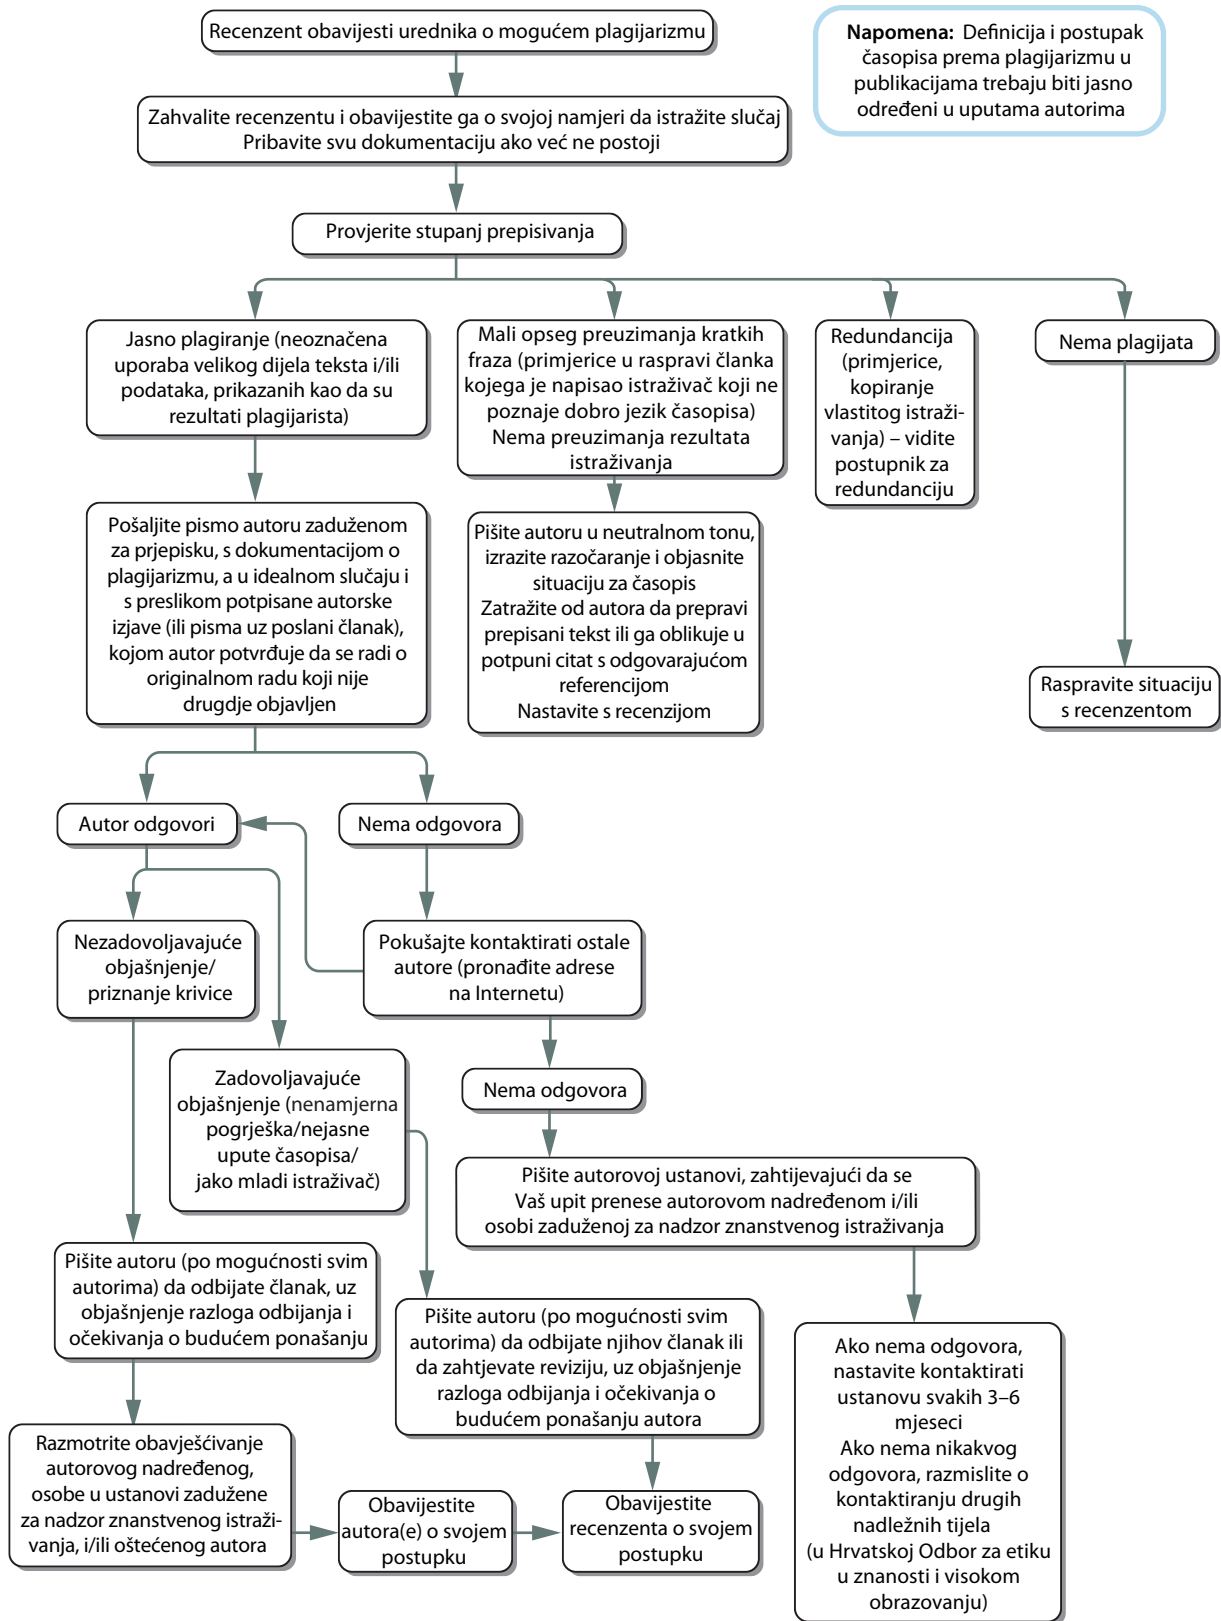 Recenzent obavijesti urednika o mogućem plagijarizmu
Napomena: Definicija i postupak
časopisa prema plagijarizmu u
publikacijama trebaju biti jasno
određeni u uputama autorima
Zahvalite recenzentu i obavijestite ga o svojoj namjeri da istražite slučaj
Pribavite svu dokumentaciju ako već ne postoji
Provjerite stupanj prepisivanja
Jasno plagiranje (neoznačena
uporaba velikog dijela teksta i/ili
podataka, prikazanih kao da su
rezultati plagijarista)
Mali opseg preuzimanja kratkih
fraza (primjerice u raspravi članka
kojega je napisao istraživač koji ne
poznaje dobro jezik časopisa)
Nema preuzimanja rezultata
istraživanja
Redundancija
(primjerice,
kopiranje
vlastitog istraži-
vanja) – vidite
postupnik za
redundanciju
Nema plagijata
Pošaljite pismo autoru zaduženom
za prjepisku, s dokumentacijom o
plagijarizmu, a u idealnom slučaju i
s preslikom potpisane autorske
izjave (ili pisma uz poslani članak),
kojom autor potvrđuje da se radi o
originalnom radu koji nije
drugdje objavljen
Pišite autoru u neutralnom tonu,
izrazite razočaranje i objasnite
situaciju za časopis
Zatražite od autora da prepravi
prepisani tekst ili ga oblikuje u
potpuni citat s odgovarajućom
referencijom
Nastavite s recenzijom
Raspravite situaciju
s recenzentom
Autor odgovori
Nema odgovora
Nezadovoljavajuće
objašnjenje/
priznanje krivice
Pokušajte kontaktirati ostale
autore (pronađite adrese
na Internetu)
Zadovoljavajuće
objašnjenje (nenamjerna
pogrješka/nejasne
upute časopisa/
jako mladi istraživač)
Nema odgovora
Pišite autorovoj ustanovi, zahtijevajući da se
Vaš upit prenese autorovom nadređenom i/ili
osobi zaduženoj za nadzor znanstvenog istraživanja
Pišite autoru (po mogućnosti svim
autorima) da odbijate članak, uz
objašnjenje razloga odbijanja i
očekivanja o budućem ponašanju
Pišite autoru (po mogućnosti svim
autorima) da odbijate njihov članak ili
da zahtjevate reviziju, uz objašnjenje
razloga odbijanja i očekivanja o
budućem ponašanju autora
Ako nema odgovora,
nastavite kontaktirati
ustanovu svakih 3–6
mjeseci
Ako nema nikakvog
odgovora, razmislite o
kontaktiranju drugih
nadležnih tijela
(u Hrvatskoj Odbor za etiku
u znanosti i visokom
obrazovanju)
Razmotrite obavješćivanje
autorovog nadređenog,
osobe u ustanovi zadužene
za nadzor znanstvenog istraži-
vanja, i/ili oštećenog autora
Obavijestite
autora(e) o svojem
postupku
Obavijestite
recenzenta o svojem
postupku